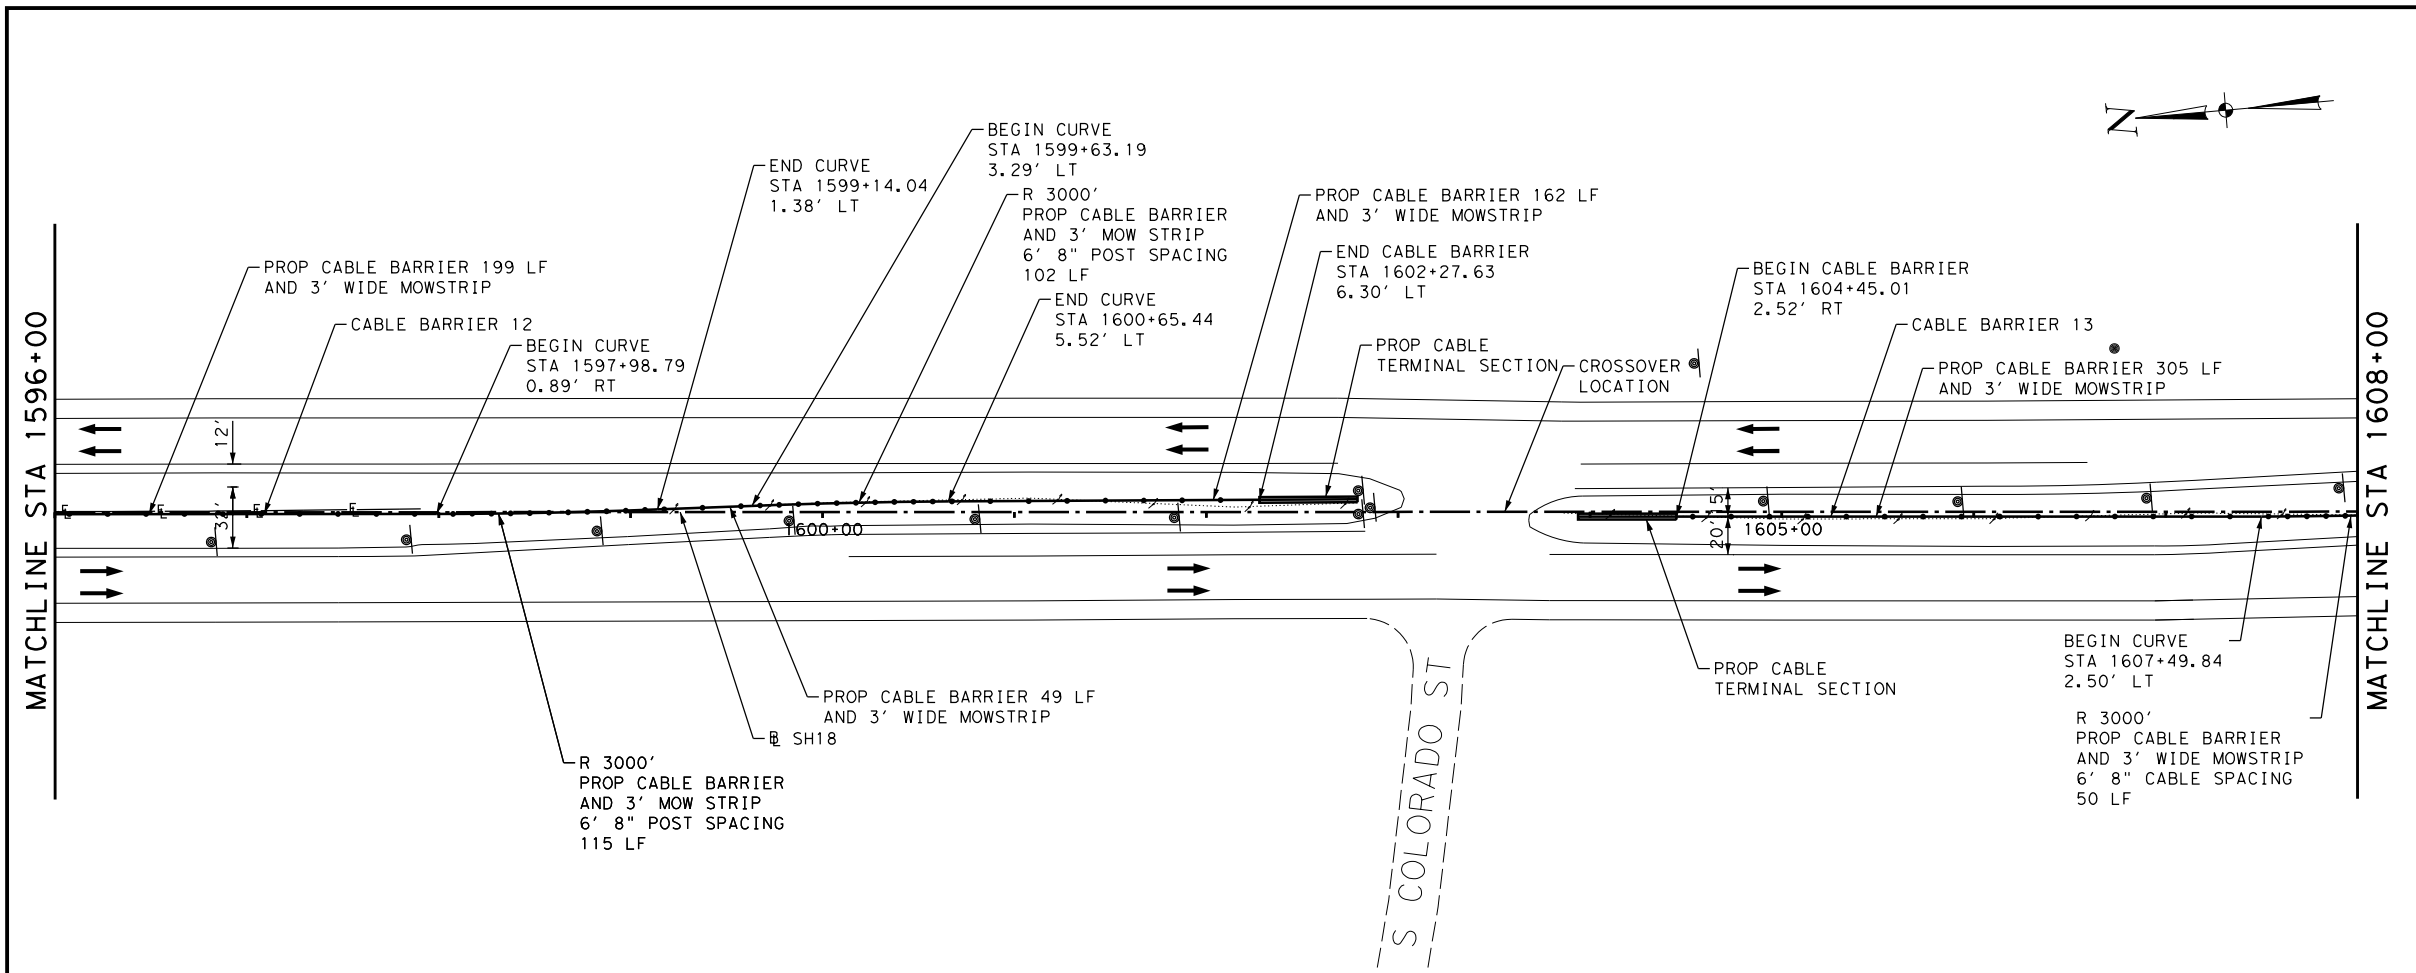 N
BEGIN CURVE
STA 1599+63.19
3.29' LT
END CURVE
STA 1599+14.04
1.38' LT
R 3000'
PROP CABLE BARRIER
AND 3' MOW STRIP
6' 8" POST SPACING
102 LF
PROP CABLE BARRIER 162 LF
AND 3' WIDE MOWSTRIP
END CABLE BARRIER
STA 1602+27.63
6.30' LT
PROP CABLE BARRIER 199 LF
AND 3' WIDE MOWSTRIP
BEGIN CABLE BARRIER
STA 1604+45.01
2.52' RT
END CURVE
STA 1600+65.44
5.52' LT
CABLE BARRIER 12
CABLE BARRIER 13
BEGIN CURVE
STA 1597+98.79
0.89' RT
PROP CABLE
TERMINAL SECTION
CROSSOVER
LOCATION
PROP CABLE BARRIER 305 LF
AND 3' WIDE MOWSTRIP
MATCHLINE STA 1596+00
MATCHLINE STA 1608+00
12'
32'
E
E
E
E
1600+00
15'
20'
1605+00
BEGIN CURVE
STA 1607+49.84
2.50' LT
PROP CABLE
TERMINAL SECTION
PROP CABLE BARRIER 49 LF
AND 3' WIDE MOWSTRIP
BL SH18
R 3000'
PROP CABLE BARRIER
AND 3' WIDE MOWSTRIP
6' 8" CABLE SPACING
50 LF
R 3000'
PROP CABLE BARRIER
AND 3' MOW STRIP
6' 8" POST SPACING
115 LF
S COLORADO ST